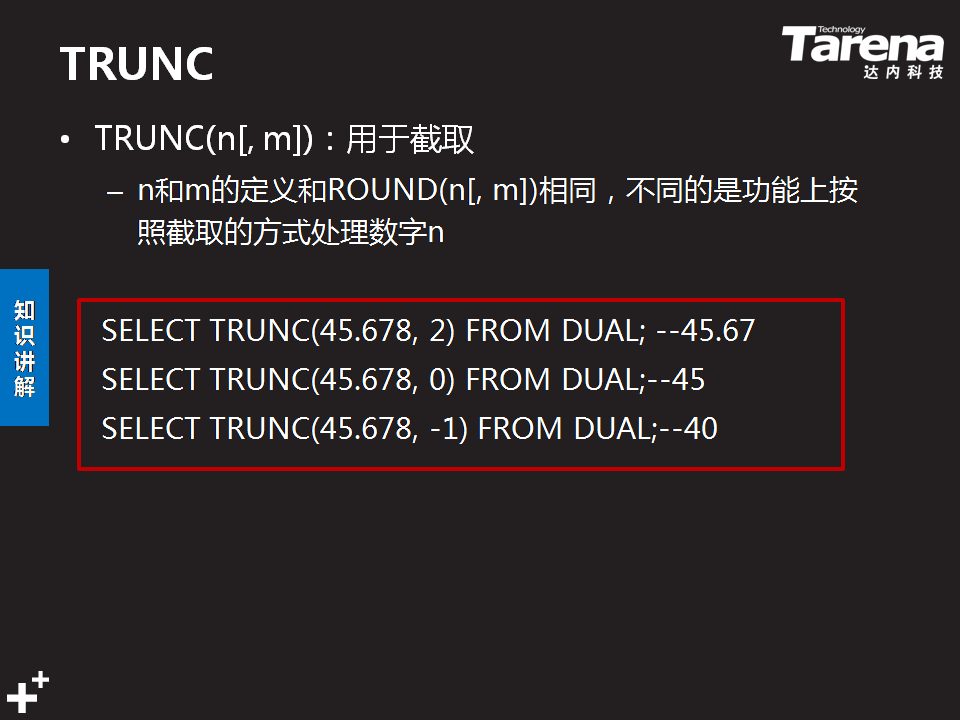 TRUNC
Technology
Tarena
达内科技
• TRUNC(n[, m])：用于截取
– n和m的定义和ROUND(n[, m])相同，不同的是功能上按
照截取的方式处理数字n
知
识
讲
解
SELECT TRUNC(45.678, 2) FROM DUAL; --45.67
SELECT TRUNC(45.678, 0) FROM DUAL;--45
SELECT TRUNC(45.678, -1) FROM DUAL;--40